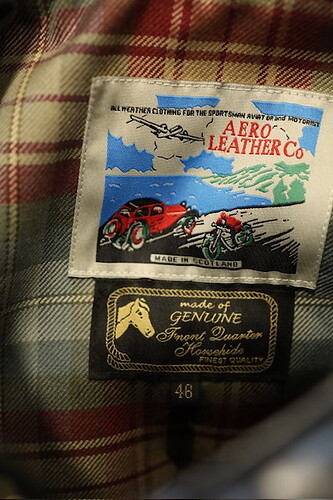 ALL WEATHER CLOTHING FOR THE SPORTSMAN AVIATOR and MOTORIST
AERO
LEATHER Co
MADE IN SCOTLAND
made of
GENUINE
Front Quarter
Horsehide
FINEST QUALITY
46